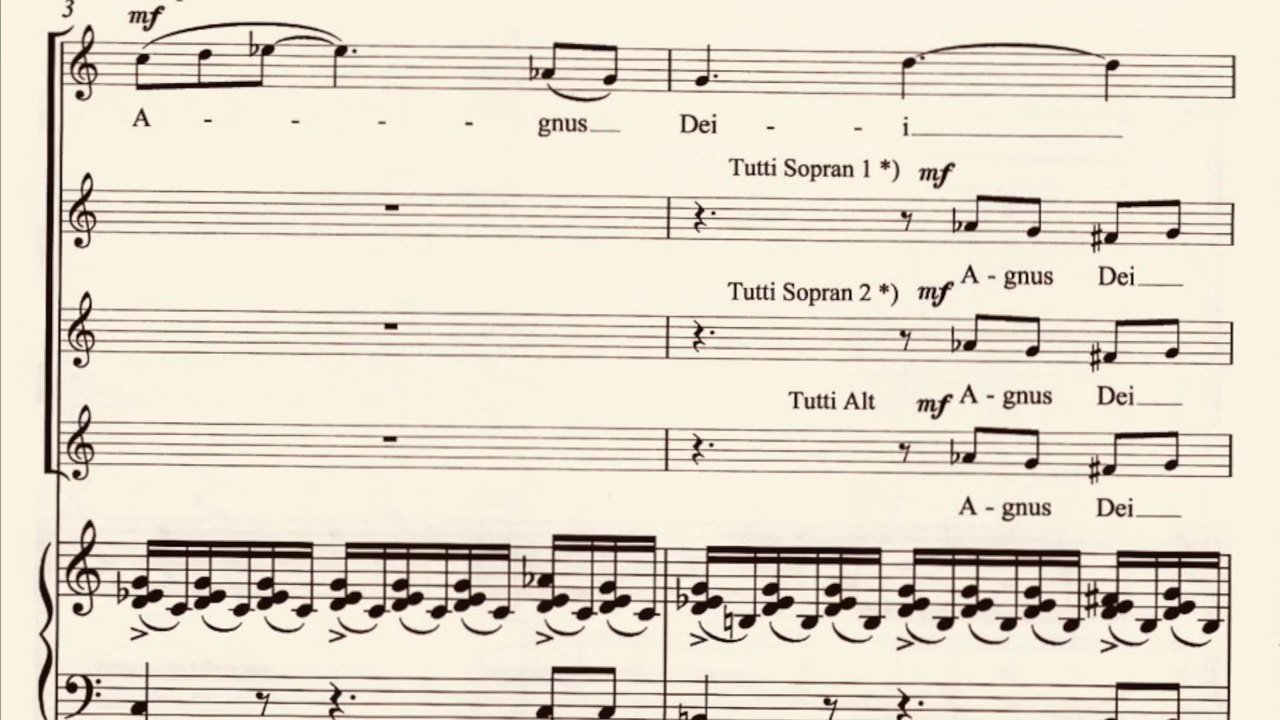 3
mf
A - - - - gnus Dei - - i
Tutti Sopran 1 *) mf
A - gnus Dei
Tutti Sopran 2 *) mf
A - gnus Dei
Tutti Alt mf
A - gnus Dei